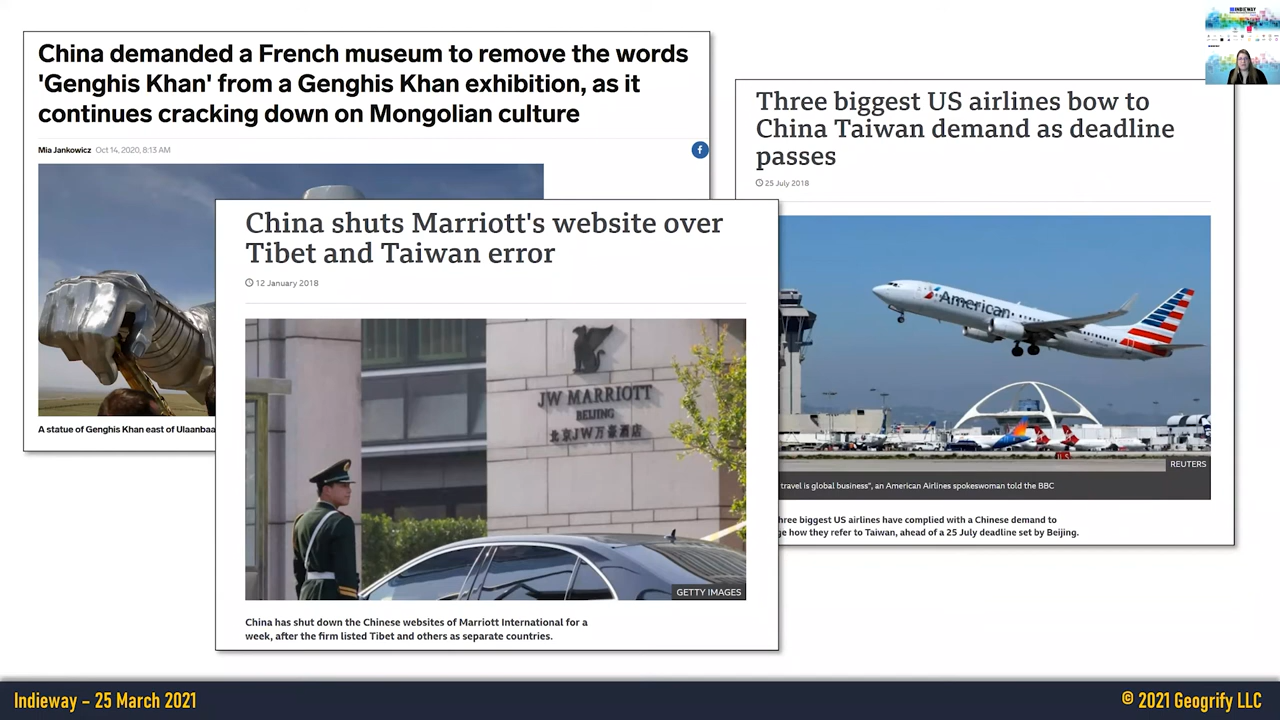 China demanded a French museum to remove the words
'Genghis Khan' from a Genghis Khan exhibition, as it
continues cracking down on Mongolian culture
Mia Jankowicz Oct 14, 2020, 8:13 AM
A statue of Genghis Khan east of Ulaanbaa
China shuts Marriott's website over
Tibet and Taiwan error
12 January 2018
JW MARRIOTT
BEIJING
北京JW万豪酒店
GETTY IMAGES
China has shut down the Chinese websites of Marriott International for a
week, after the firm listed Tibet and others as separate countries.
Three biggest US airlines bow to
China Taiwan demand as deadline
passes
25 July 2018
American
REUTERS
travel is global business", an American Airlines spokeswoman told the BBC
hree biggest US airlines have complied with a Chinese demand to
ge how they refer to Taiwan, ahead of a 25 July deadline set by Beijing.
INDIEWAY
Indieway – 25 March 2021
© 2021 Geogrify LLC